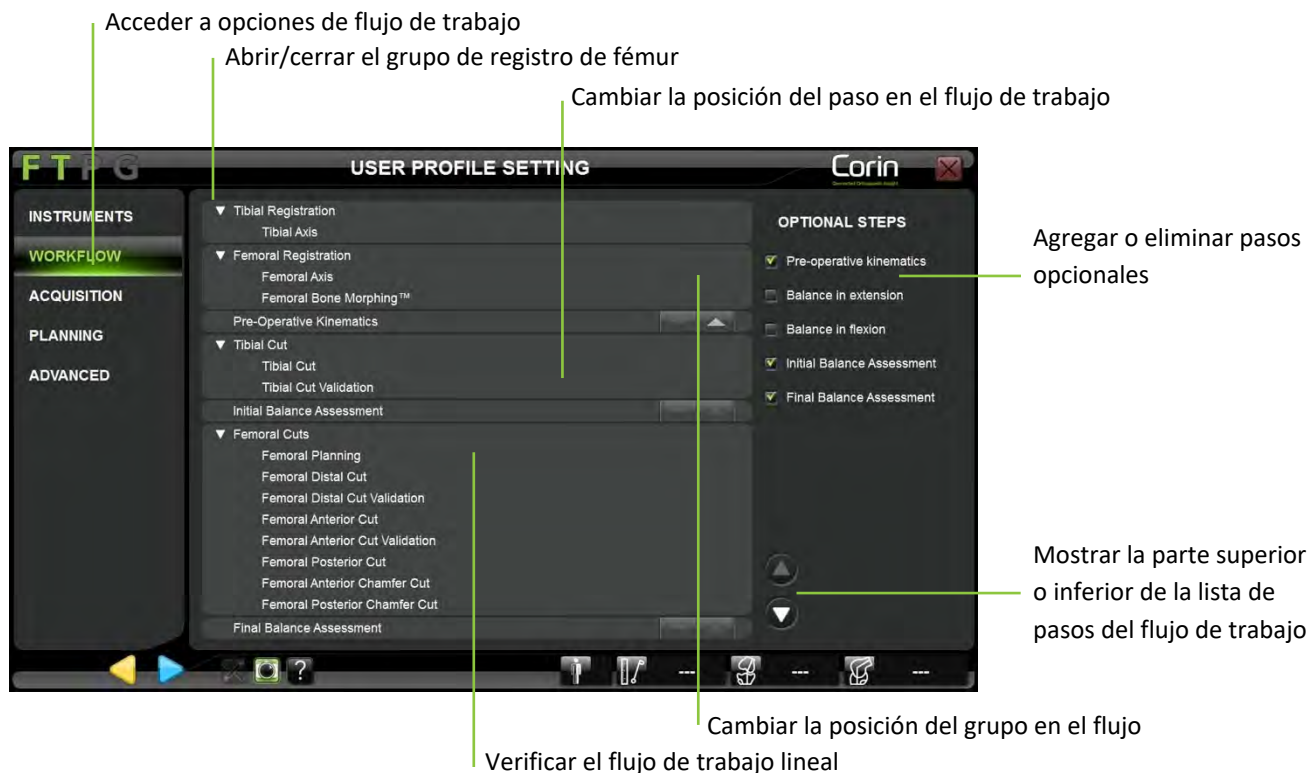 Acceder a opciones de flujo de trabajo
Abrir/cerrar el grupo de registro de fémur
Cambiar la posición del paso en el flujo de trabajo
FTPG
USER PROFILE SETTING
Corin
Connected Orthopaedic Insight
INSTRUMENTS
WORKFLOW
ACQUISITION
PLANNING
ADVANCED
▼ Tibial Registration
Tibial Axis
▼ Femoral Registration
Femoral Axis
Femoral Bone Morphing™
Pre-Operative Kinematics
▼ Tibial Cut
Tibial Cut
Tibial Cut Validation
Initial Balance Assessment
▼ Femoral Cuts
Femoral Planning
Femoral Distal Cut
Femoral Distal Cut Validation
Femoral Anterior Cut
Femoral Anterior Cut Validation
Femoral Posterior Cut
Femoral Anterior Chamfer Cut
Femoral Posterior Chamfer Cut
Final Balance Assessment
OPTIONAL STEPS
Pre-operative kinematics
Balance in extension
Balance in flexion
Initial Balance Assessment
Final Balance Assessment
Agregar o eliminar pasos
opcionales
Mostrar la parte superior
o inferior de la lista de
pasos del flujo de trabajo
?
---
---
---
Cambiar la posición del grupo en el flujo
Verificar el flujo de trabajo lineal